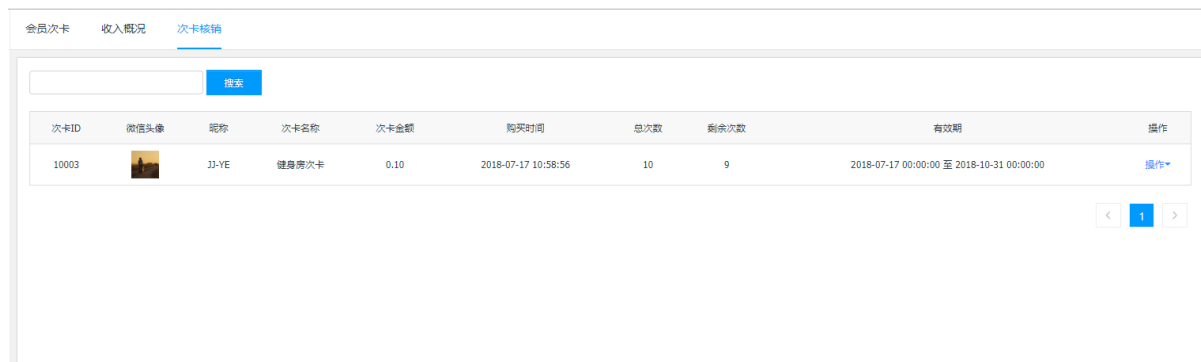 会员次卡 收入概况 次卡核销
搜索
次卡ID 微信头像 昵称 次卡名称 次卡金额 购买时间 总次数 剩余次数 有效期 操作
10003 JJ-YE 健身房次卡 0.10 2018-07-17 10:58:56 10 9 2018-07-17 00:00:00 至 2018-10-31 00:00:00 操作
1